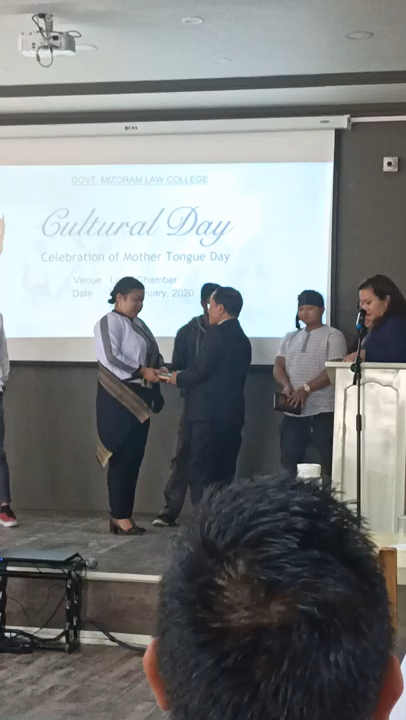 GOVT. MIZORAM LAW COLLEGE
Cultural Day
Celebration of Mother Tongue Day
Venue Chamber
Date 2020